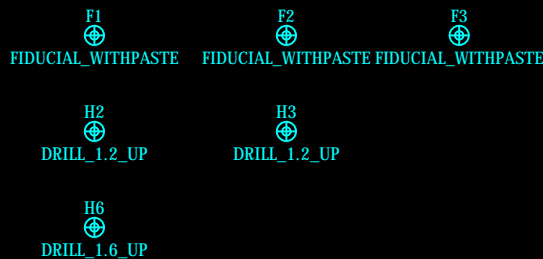 F1 F2 F3
FIDUCIAL_WITHPASTE FIDUCIAL_WITHPASTE FIDUCIAL_WITHPASTE
H2 H3
DRILL_1.2_UP DRILL_1.2_UP
H6
DRILL_1.6_UP